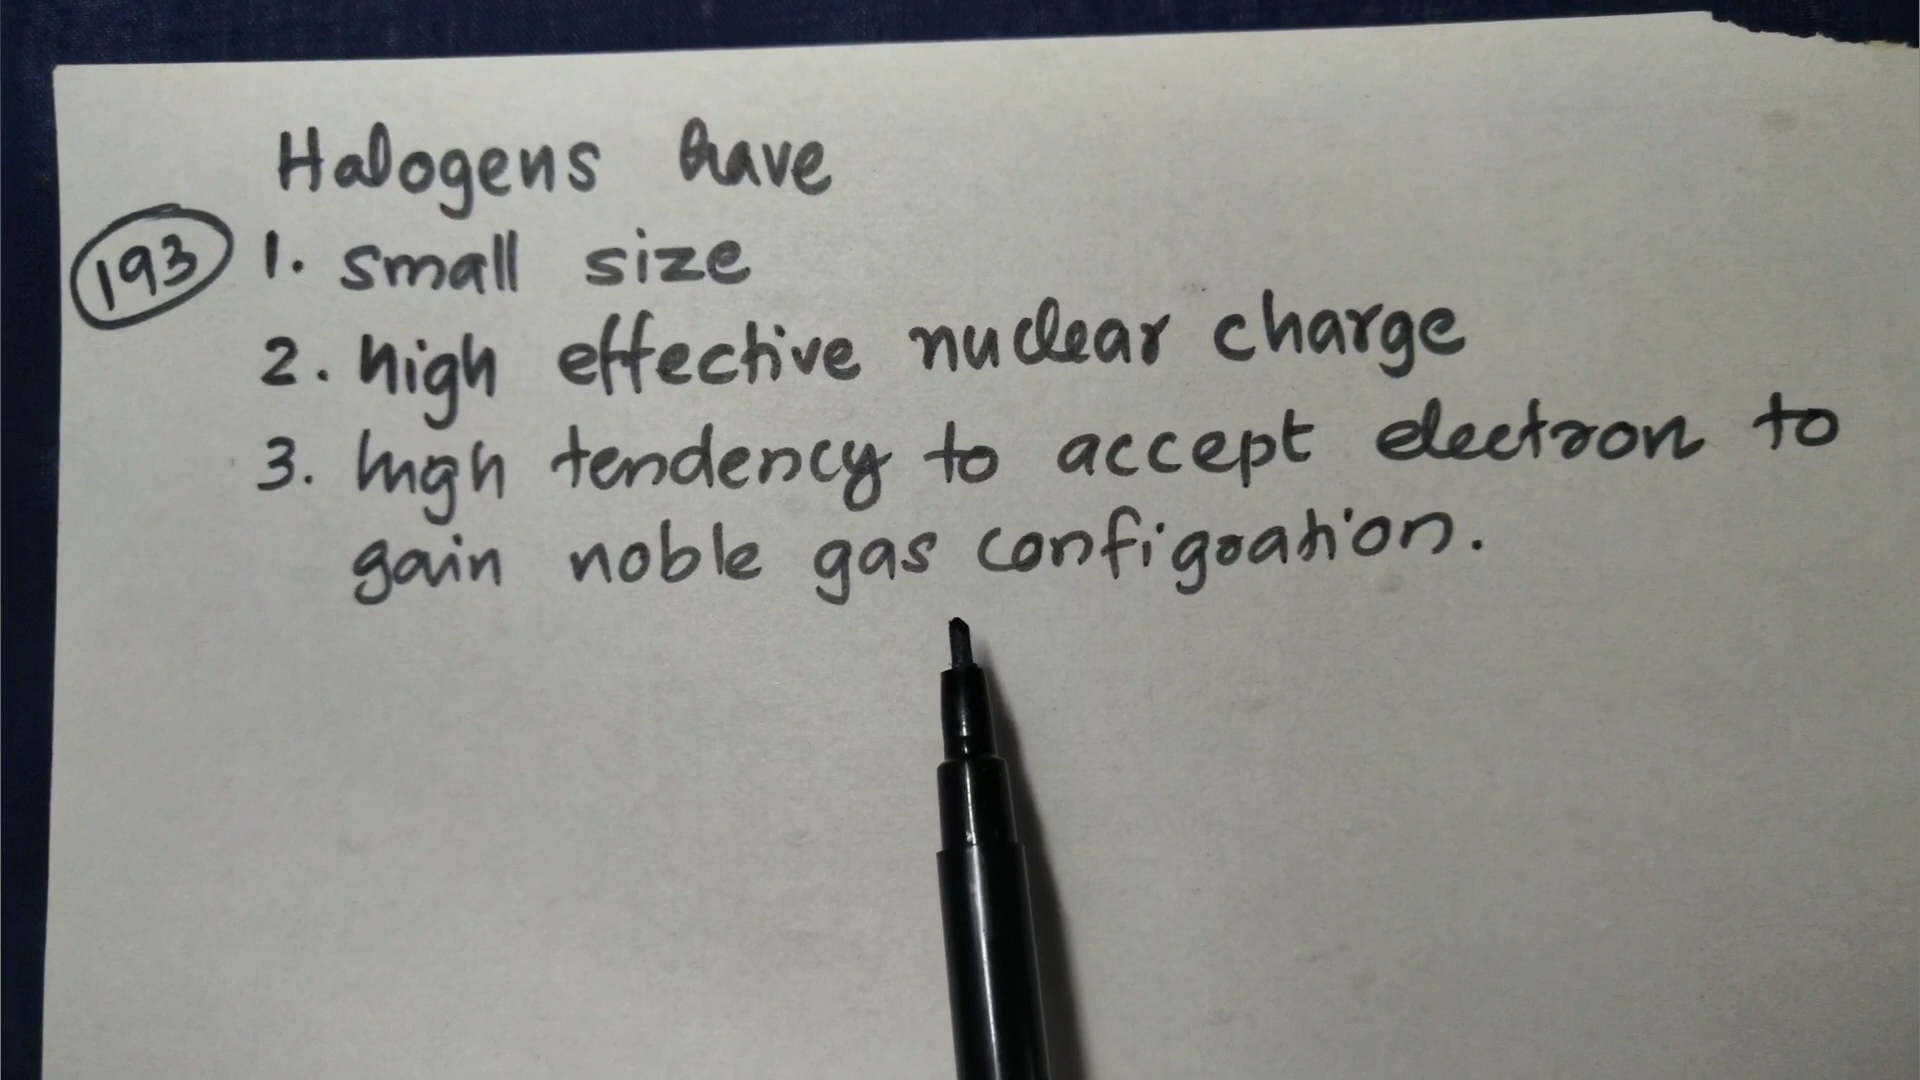 Halogens have
193 1. small size
2. high effective nuclear charge
3. high tendency to accept electron to
gain noble gas configration.